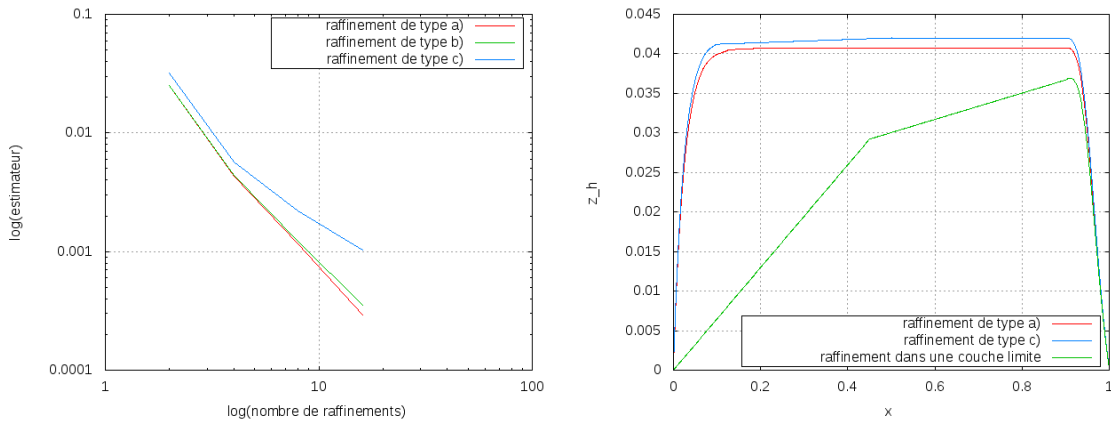 0.1
0.01
0.001
0.0001
1
10
100
log(estimateur)
log(nombre de raffinements)
raffinement de type a)
raffinement de type b)
raffinement de type c)
0.045
0.04
0.035
0.03
0.025
0.02
0.015
0.01
0.005
0
0
0.2
0.4
0.6
0.8
1
z_h
x
raffinement de type a)
raffinement de type c)
raffinement dans une couche limite